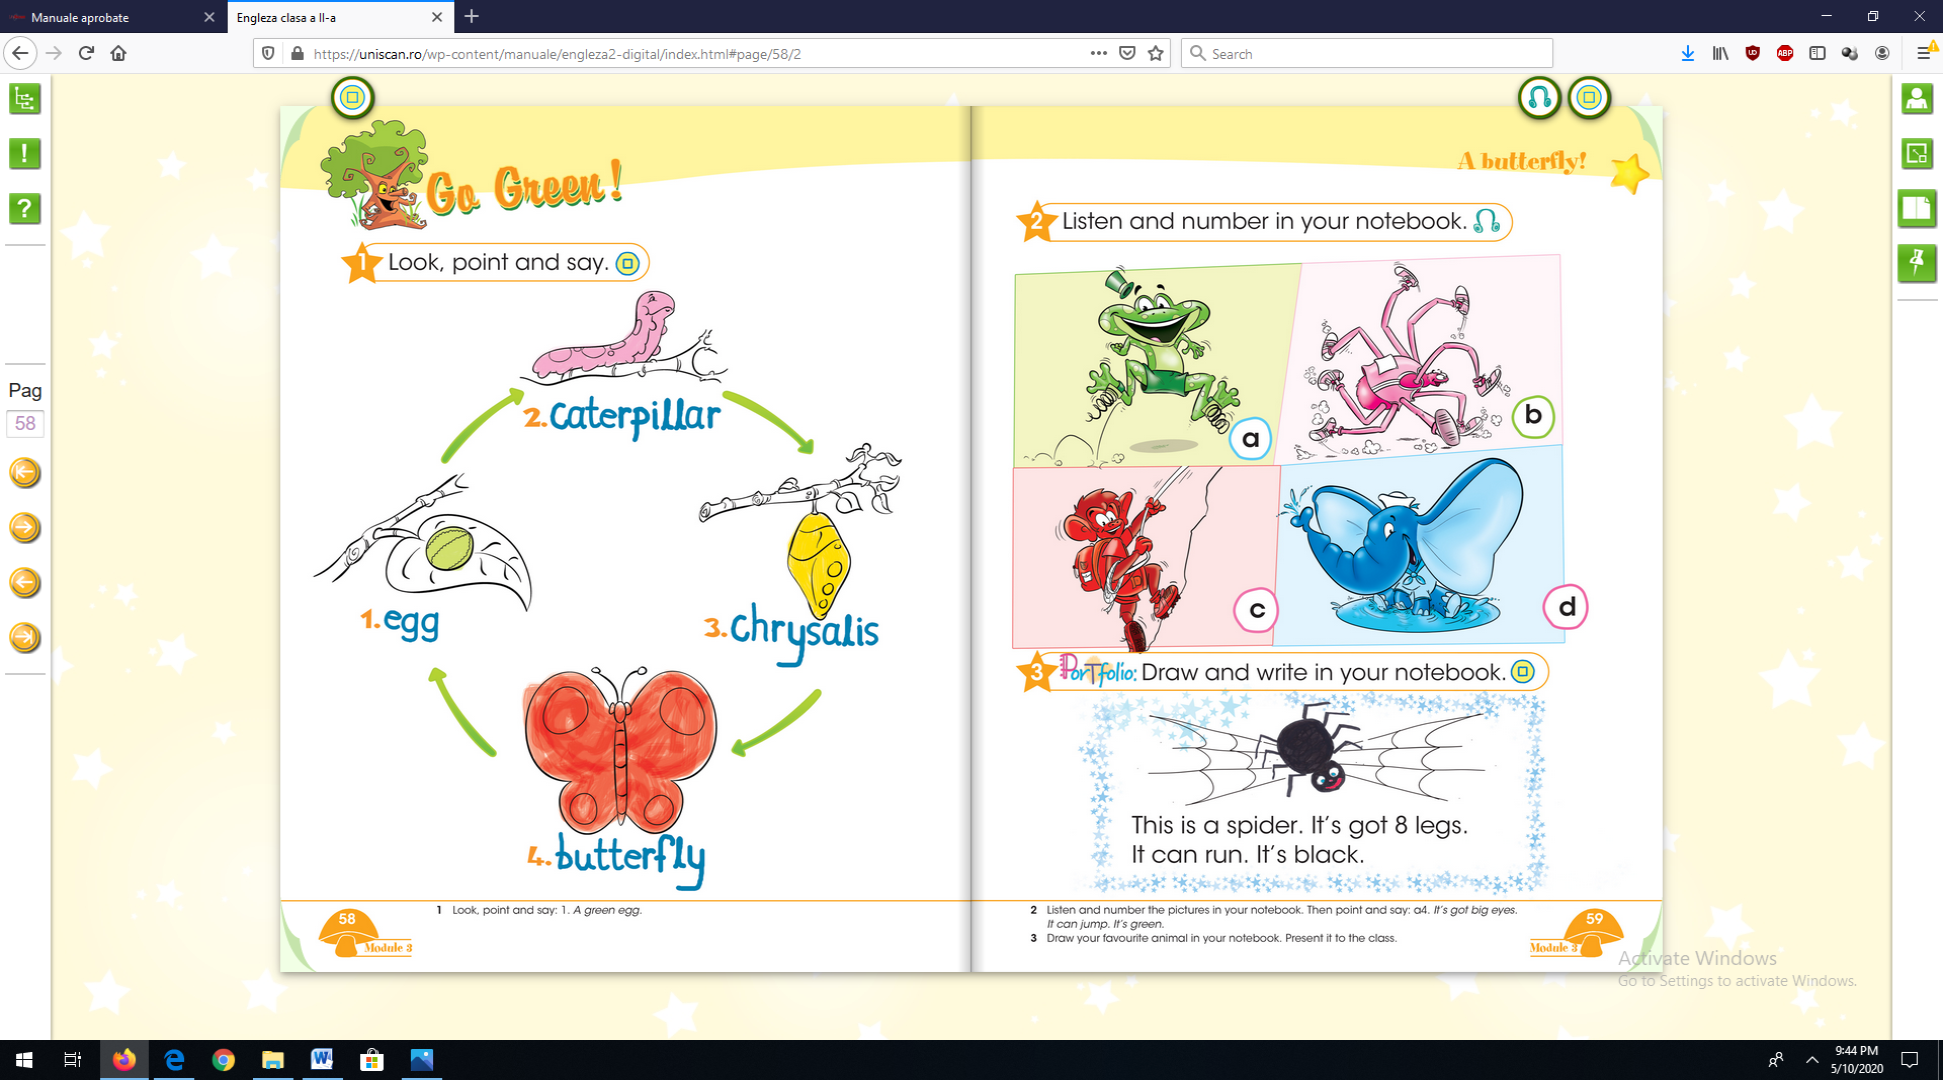 Manuale aprobate
Engleza clasa a II-a
https://uniscan.ro/wp-content/manuale/engleza2-digital/index.html#page/58/2
Search
Pag
58
Go Green!
1 Look, point and say.
2. caterpillar
1. egg
3. chrysalis
4. butterfly
1 Look, point and say: 1. A green egg.
58
Module 3
A butterfly!
2 Listen and number in your notebook.
a
b
c
d
3 Portfolio: Draw and write in your notebook.
This is a spider. It's got 8 legs.
It can run. It's black.
2 Listen and number the pictures in your notebook. Then point and say: a4. It's got big eyes.
It can jump. It's green.
3 Draw your favourite animal in your notebook. Present it to the class.
59
Module 3
Activate Windows
Go to Settings to activate Windows.
9:44 PM
5/10/2020